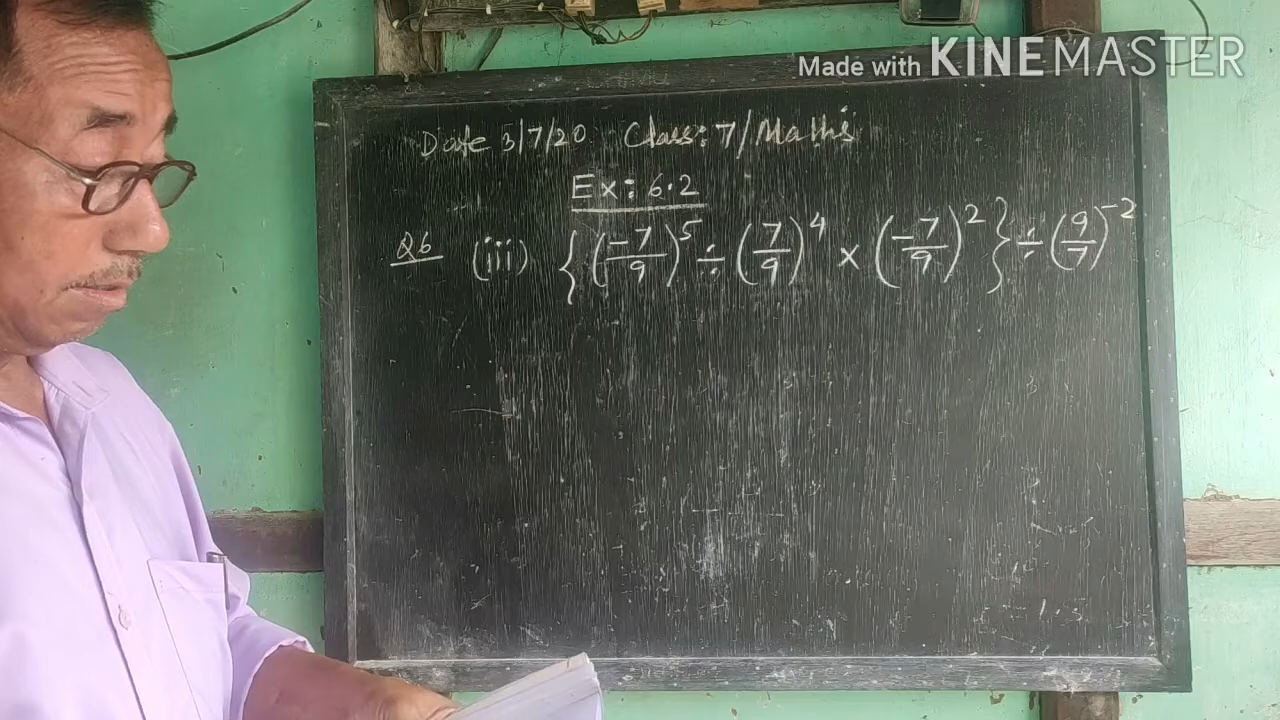 Made with KINEMASTER
Date 3/7/20 Class: 7/Maths
Ex: 6.2
Q6 (iii) {(-7/9)^5 ÷ (7/9)^4 × (-7/9)^2} ÷ (9/7)^-2